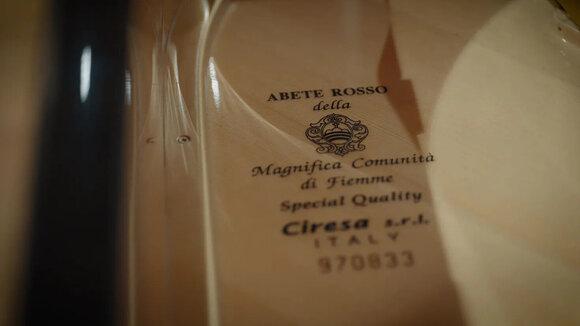 ABETE ROSSO
della
Magnifica Comunità
di Fiemme
Special Quality
Ciresa s.r.l.
ITALY
970833